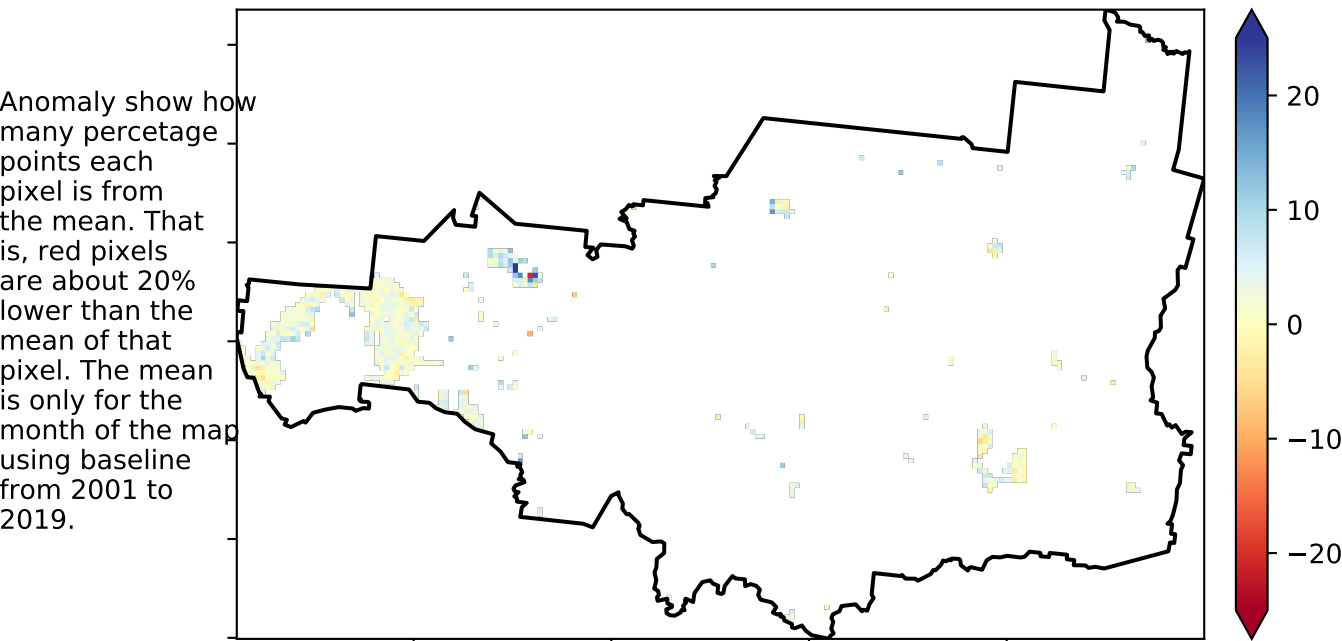 Anomaly show how
many percetage
points each
pixel is from
the mean. That
is, red pixels
are about 20%
lower than the
mean of that
pixel. The mean
is only for the
month of the map
using baseline
from 2001 to
2019.
20
10
0
−10
−20